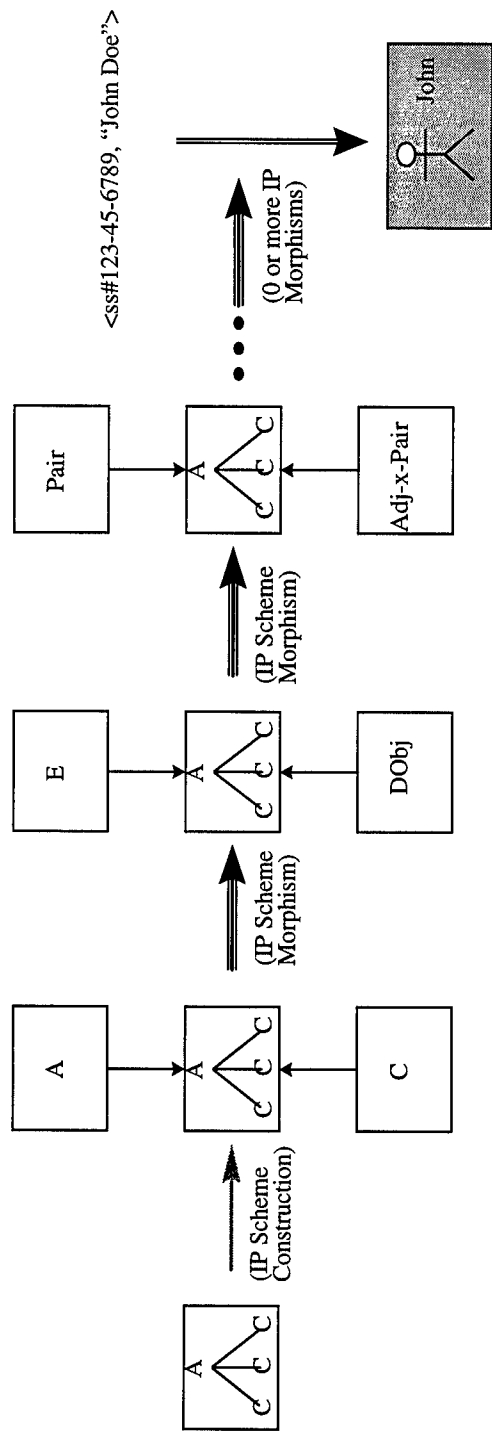 A
C C C
(IP Scheme
Construction)
A
A
C C C
C
(IP Scheme
Morphism)
E
A
C C C
DObj
(IP Scheme
Morphism)
Pair
A
C C C
Adj-x-Pair
(0 or more IP
Morphisms)
<ss#123-45-6789, “John Doe”>
John